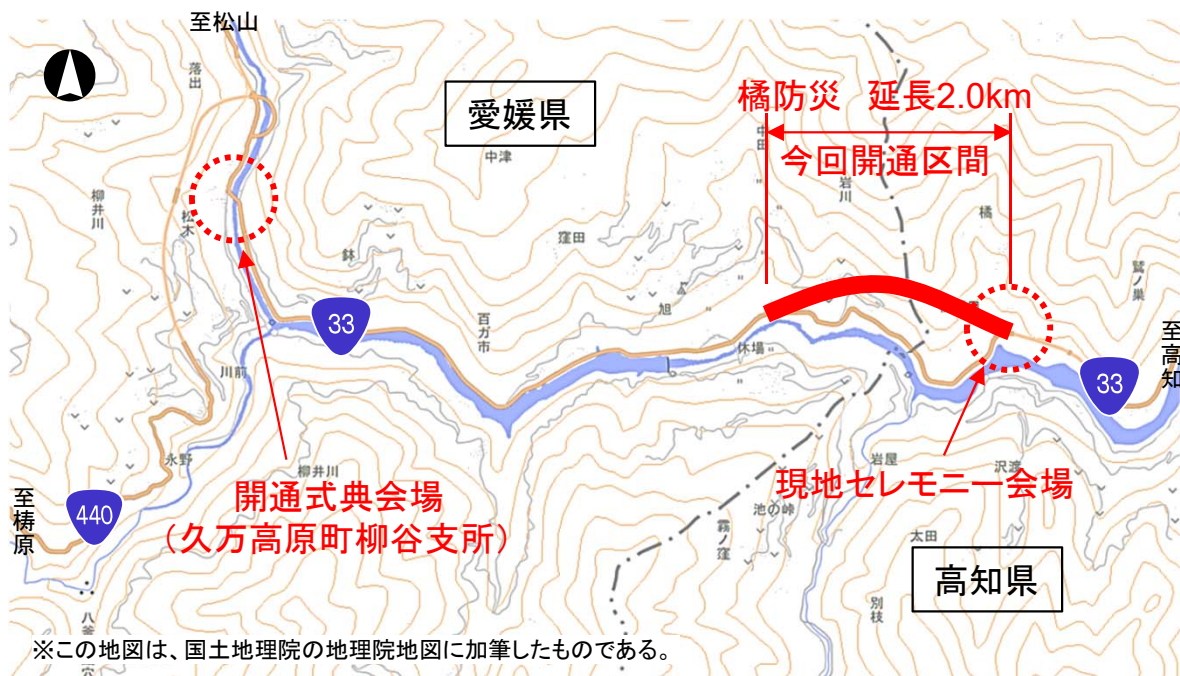 至松山
落出
愛媛県
橘防災 延長2.0km
今回開通区間
中田
中津
岩川
橘
柳井川
松木
窪田
鉢
鷲ノ巣
旭
百ガ市
33
休場
至高知
33
川前
永野
柳井川
岩屋
沢渡
開通式典会場
（久万高原町柳谷支所）
現地セレモニー会場
至梼原
440
池の峠
霧ノ窪
太田
高知県
別枝
八釜
穴
※この地図は、国土地理院の地理院地図に加筆したものである。